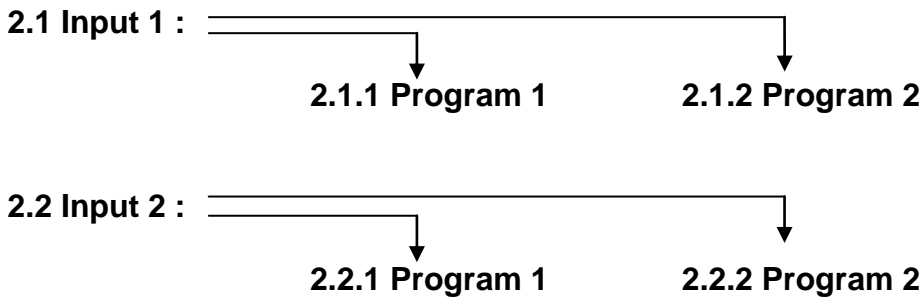 2.1 Input 1 :
2.1.1 Program 1 2.1.2 Program 2
2.2 Input 2 :
2.2.1 Program 1 2.2.2 Program 2